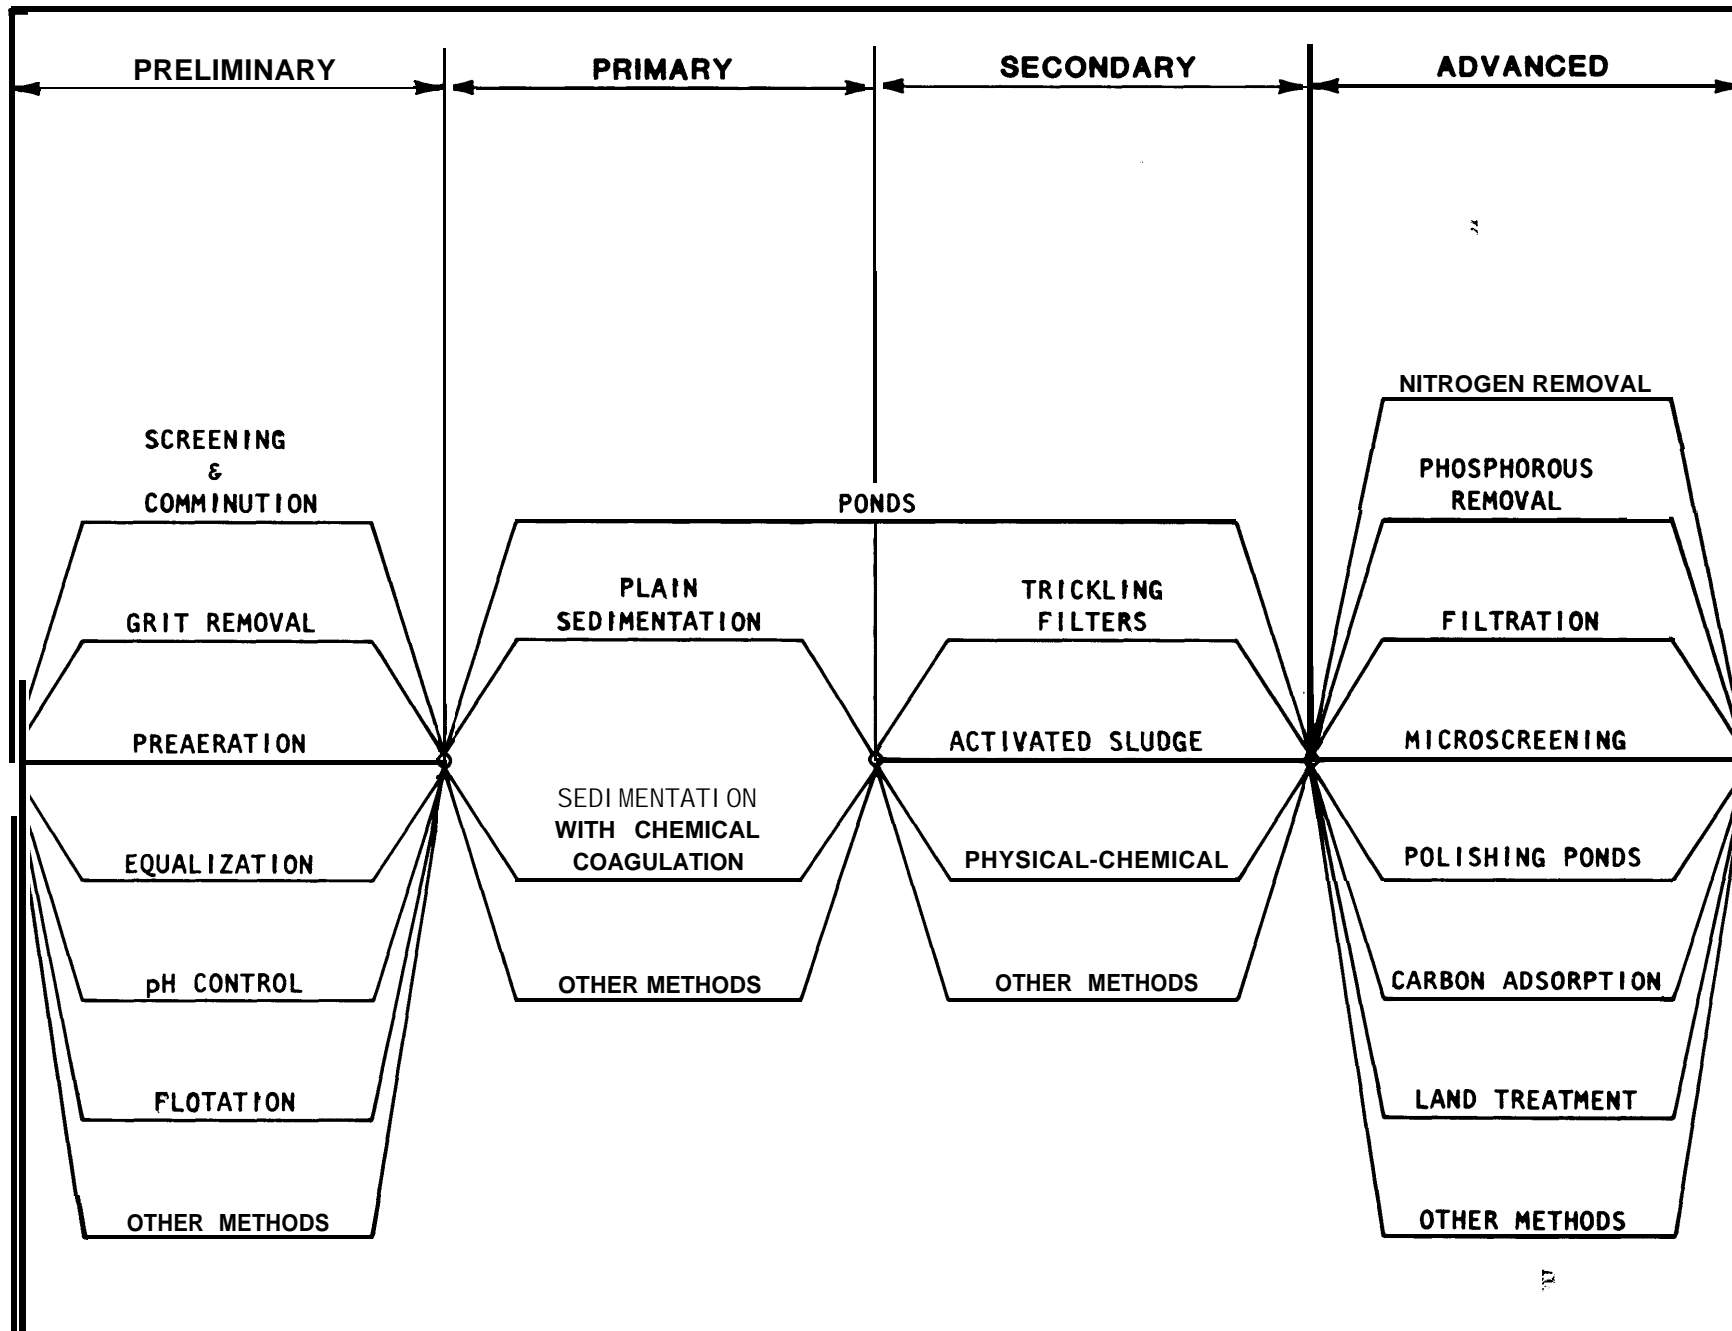 PRELIMINARY
PRIMARY
SECONDARY
ADVANCED
SCREENING
&
COMMINUTION
GRIT REMOVAL
PREAERATION
EQUALIZATION
pH CONTROL
FLOTATION
OTHER METHODS
PONDS
PLAIN
SEDIMENTATION
SEDIMENTATION
WITH CHEMICAL
COAGULATION
OTHER METHODS
TRICKLING
FILTERS
ACTIVATED SLUDGE
PHYSICAL-CHEMICAL
OTHER METHODS
NITROGEN REMOVAL
PHOSPHOROUS
REMOVAL
FILTRATION
MICROSCREENING
POLISHING PONDS
CARBON ADSORPTION
LAND TREATMENT
OTHER METHODS